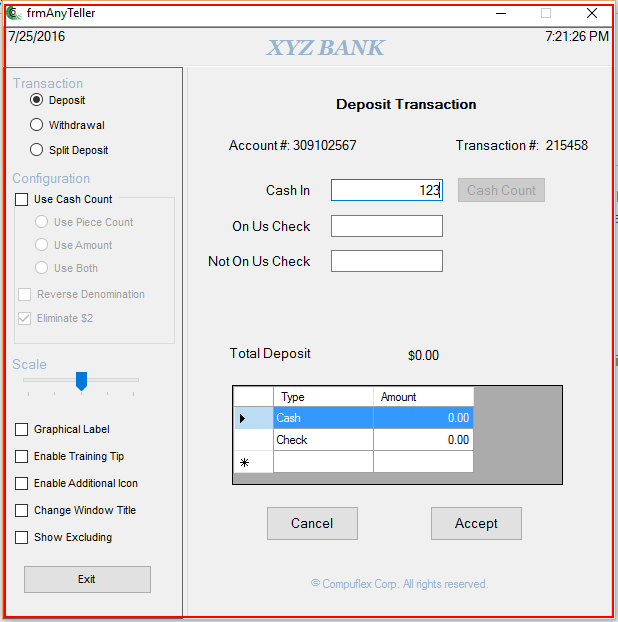 frmAnyTeller
7/25/2016
XYZ BANK
7:21:26 PM
Transaction
Deposit
Withdrawal
Split Deposit
Configuration
Use Cash Count
Use Piece Count
Use Amount
Use Both
Reverse Denomination
Eliminate $2
Scale
Graphical Label
Enable Training Tip
Enable Additional Icon
Change Window Title
Show Excluding
Exit
Deposit Transaction
Account #: 309102567
Transaction #: 215458
Cash In 123 Cash Count
On Us Check
Not On Us Check
Total Deposit $0.00
Type Amount
Cash 0.00
Check 0.00
Cancel Accept
© Compuflex Corp. All rights reserved.